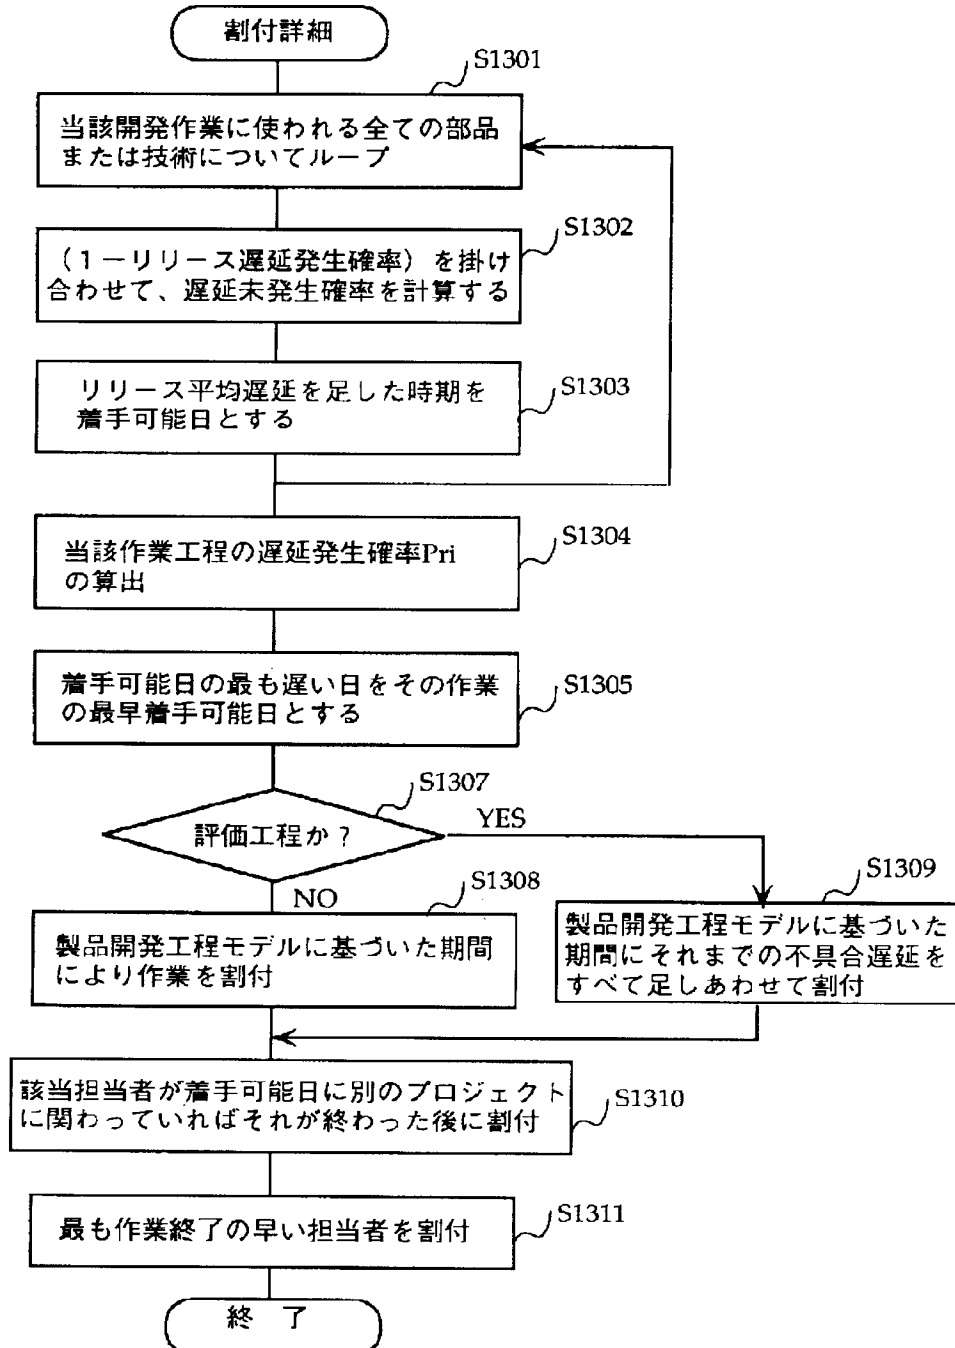 割付詳細
S1301
当該開発作業に使われる全ての部品
または技術についてループ
S1302
（１－リリース遅延発生確率）を掛け
合わせて、遅延未発生確率を計算する
S1303
リリース平均遅延を足した時期を
着手可能日とする
S1304
当該作業工程の遅延発生確率Pri
の算出
S1305
着手可能日の最も遅い日をその作業
の最早着手可能日とする
S1307
評価工程か？
YES
NO
S1308
製品開発工程モデルに基づいた期間
により作業を割付
S1309
製品開発工程モデルに基づいた
期間にそれまでの不具合遅延を
すべて足しあわせて割付
S1310
該当担当者が着手可能日に別のプロジェクト
に関わっていればそれが終わった後に割付
S1311
最も作業終了の早い担当者を割付
終　了